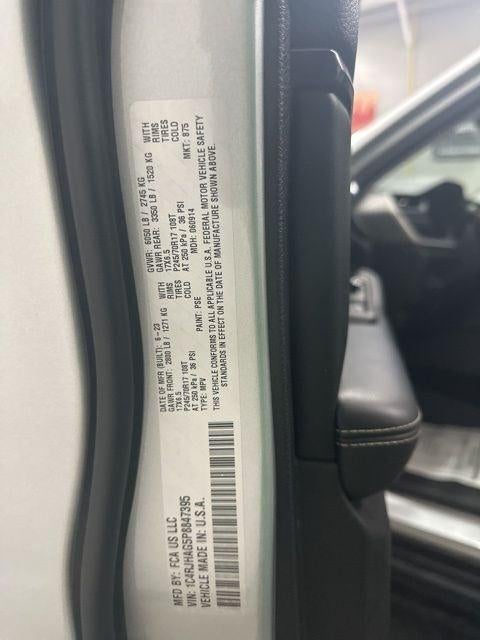 MFD BY: FCA US LLC
VIN: 1C4RJHAG5P8847395
VEHICLE MADE IN: U.S.A.
DATE OF MFR (BUILT): 6-23
GAWR FRONT: 2800 LB / 1271 KG WITH
17X6.5 RIMS
P245/70R17 108T TIRES
AT 250 kPa / 36 PSI COLD
TYPE: MPV PAINT: PSE
GVWR: 6050 LB / 2745 KG
GAWR REAR: 3350 LB / 1520 KG WITH
17X6.5 RIMS
P245/70R17 108T TIRES
AT 250 kPa / 36 PSI COLD
MDH: 060914 MKT: 875
THIS VEHICLE CONFORMS TO ALL APPLICABLE U.S.A. FEDERAL MOTOR VEHICLE SAFETY
STANDARDS IN EFFECT ON THE DATE OF MANUFACTURE SHOWN ABOVE.